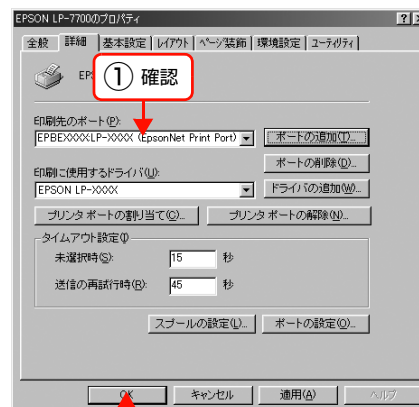 EPSON LP-7700のプロパティ
全般 詳細 基本設定 レイアウト ページ装飾 環境設定 ユーティリティ
① 確認
印刷先のポート(P):
EPBEXXXX:LP-XXXX (EpsonNet Print Port) ポートの追加(T)...
ポートの削除(D)...
印刷に使用するドライバ(U):
EPSON LP-XXXX ドライバの追加(W)...
プリンタ ポートの割り当て(C)... プリンタ ポートの解除(N)...
タイムアウト設定(I)
未選択時(S): 15 秒
送信の再試行時(R): 45 秒
スプールの設定(L)... ポートの設定(O)...
OK キャンセル 適用(A) ヘルプ